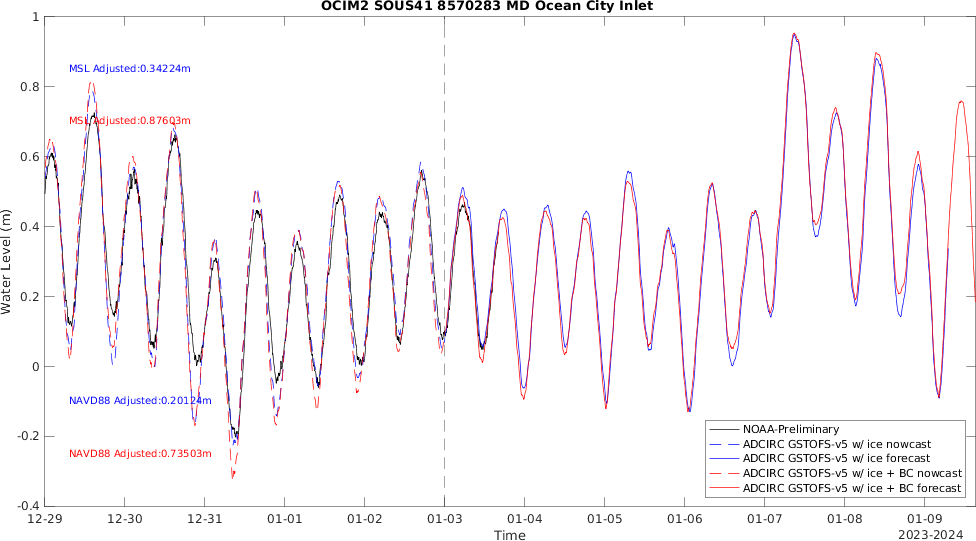 OCIM2 SOUS41 8570283 MD Ocean City Inlet
MSL Adjusted:0.34224m
MSL Adjusted:0.87603m
NAVD88 Adjusted:0.20124m
NAVD88 Adjusted:0.73503m
Water Level (m)
1
0.8
0.6
0.4
0.2
0
-0.2
-0.4
NOAA-Preliminary
ADCIRC GSTOFS-v5 w/ ice nowcast
ADCIRC GSTOFS-v5 w/ ice forecast
ADCIRC GSTOFS-v5 w/ ice + BC nowcast
ADCIRC GSTOFS-v5 w/ ice + BC forecast
12-29 12-30 12-31 01-01 01-02 01-03 01-04 01-05 01-06 01-07 01-08 01-09
Time
2023-2024